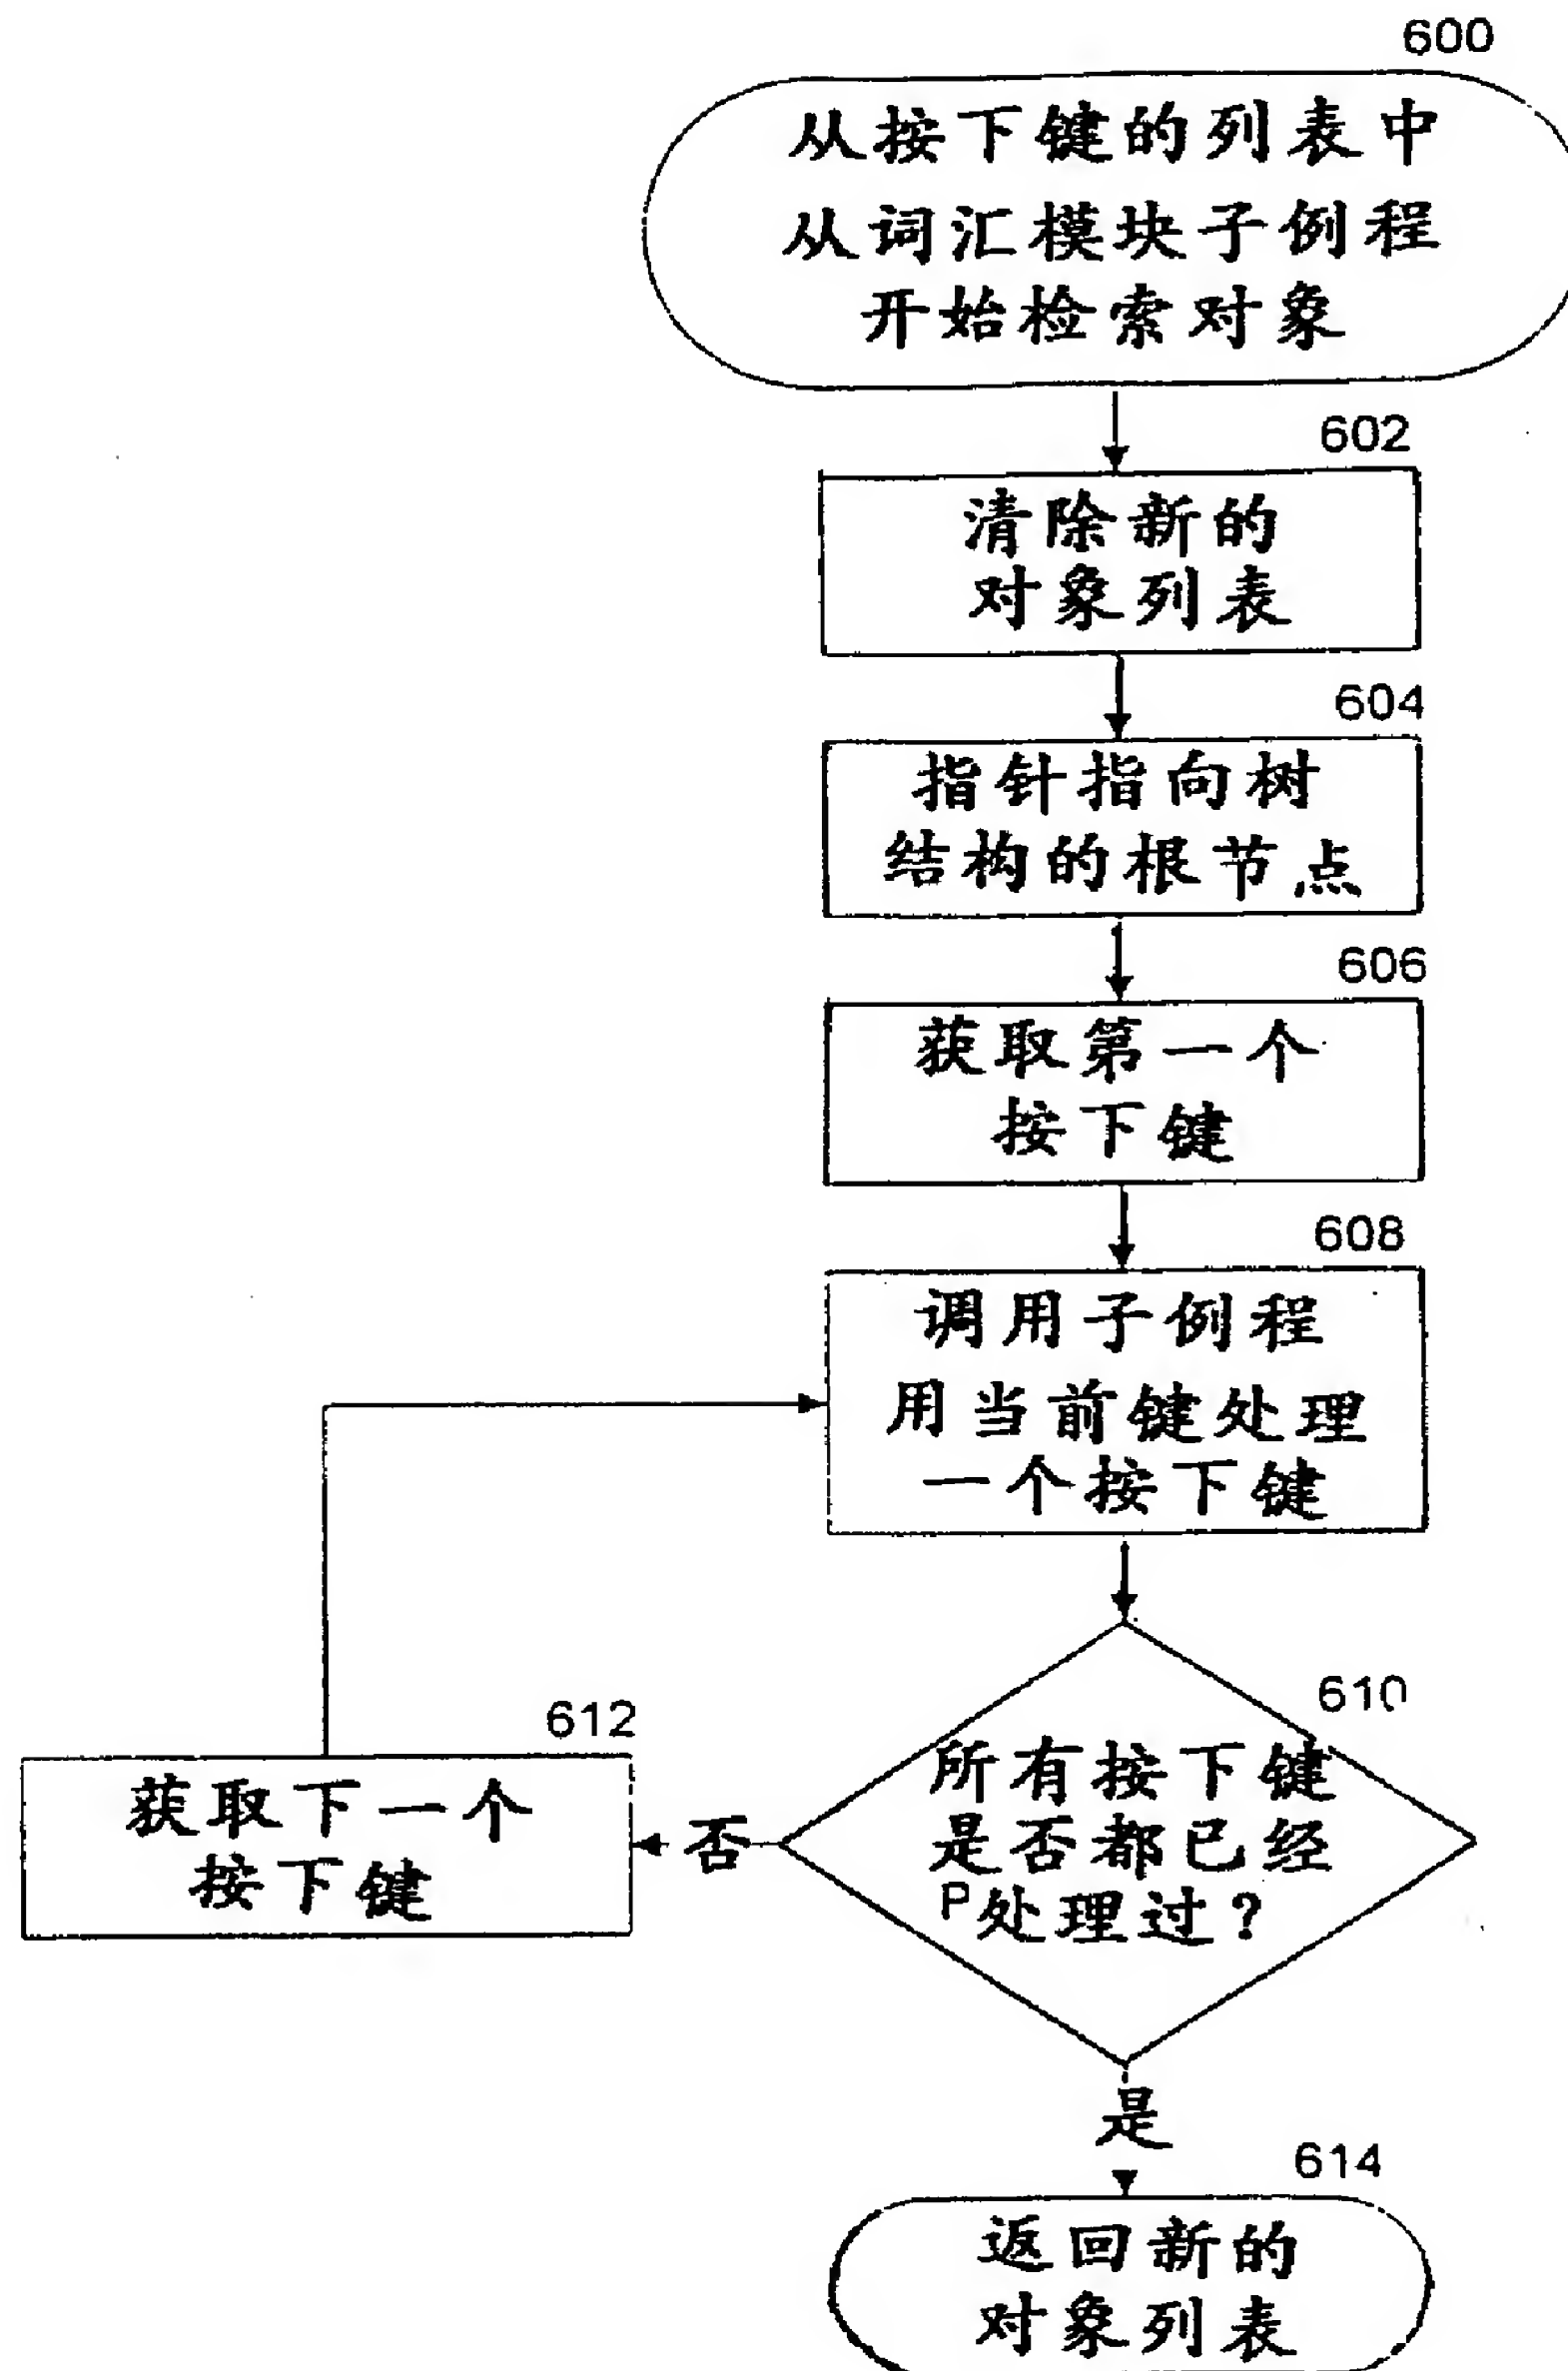 600
从按下键的列表中
从词汇模块子例程
开始检索对象
602
清除新的
对象列表
604
指针指向树
结构的根节点
606
获取第一个
按下键
608
调用子例程
用当前键处理
一个按下键
610
所有按下键
是否都已经
P处理过?
612
否
获取下一个
按下键
是
614
返回新的
对象列表